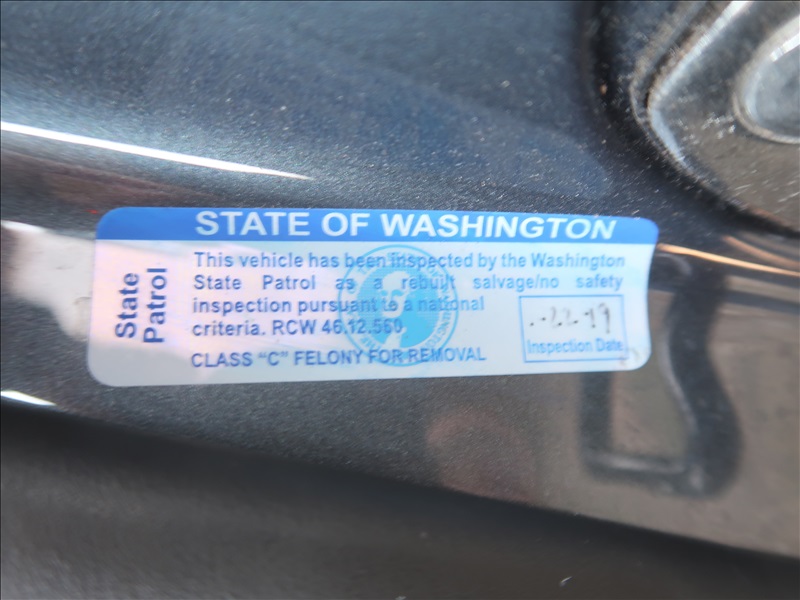 STATE OF WASHINGTON
State
Patrol
This vehicle has been inspected by the Washington
State Patrol as a rebuilt salvage/no safety
inspection pursuant to a national
criteria. RCW 46.12.560
CLASS "C" FELONY FOR REMOVAL
Inspection Date